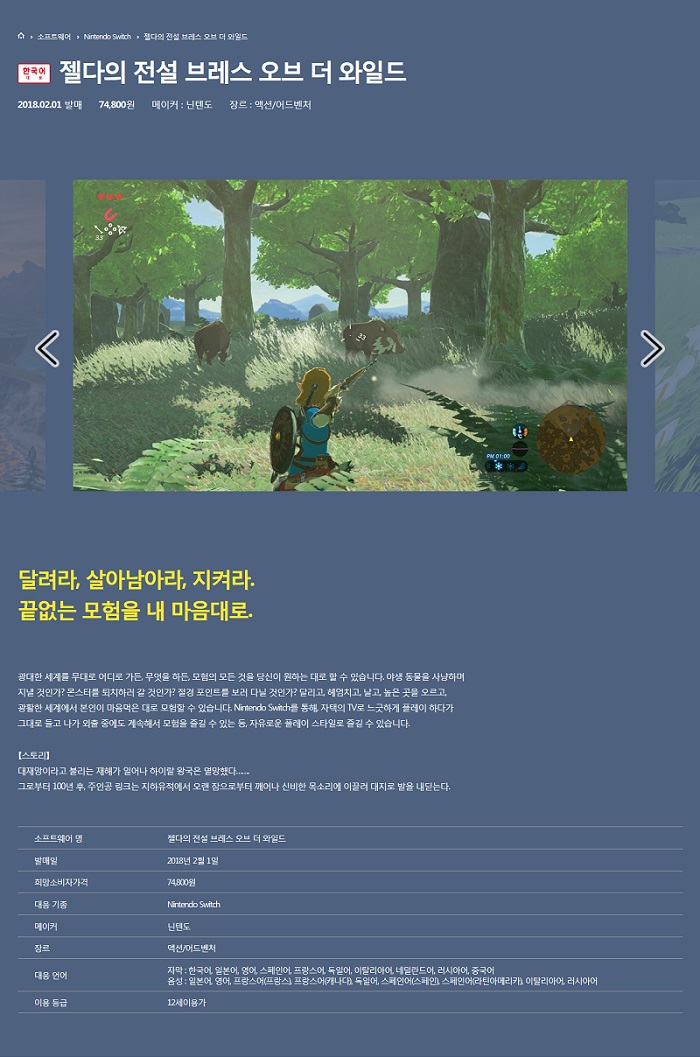 소프트웨어 › Nintendo Switch › 젤다의 전설 브레스 오브 더 와일드
한국어
대응
젤다의 전설 브레스 오브 더 와일드
2018.02.01 발매 74,800원 메이커 : 닌텐도 장르 : 액션/어드벤처
33
23
PM 01:00
달려라, 살아남아라, 지켜라.
끝없는 모험을 내 마음대로.
광대한 세계를 무대로 어디로 가든, 무엇을 하든, 모험의 모든 것을 당신이 원하는 대로 할 수 있습니다. 야생 동물을 사냥하며
지낼 것인가? 몬스터를 퇴치하러 갈 것인가? 절경 포인트를 보러 다닐 것인가? 달리고, 헤엄치고, 날고, 높은 곳을 오르고,
광활한 세계에서 본인이 마음먹은 대로 모험할 수 있습니다. Nintendo Switch를 통해, 자택의 TV로 느긋하게 플레이 하다가
그대로 들고 나가 외출 중에도 계속해서 모험을 즐길 수 있는 등, 자유로운 플레이 스타일로 즐길 수 있습니다.
[스토리]
대재앙이라고 불리는 재해가 일어나 하이랄 왕국은 멸망했다……
그로부터 100년 후, 주인공 링크는 지하유적에서 오랜 잠으로부터 깨어나 신비한 목소리에 이끌려 대지로 발을 내딛는다.
소프트웨어 명 젤다의 전설 브레스 오브 더 와일드
발매일 2018년 2월 1일
희망소비자가격 74,800원
대응 기종 Nintendo Switch
메이커 닌텐도
장르 액션/어드벤처
대응 언어 자막 : 한국어, 일본어, 영어, 스페인어, 프랑스어, 독일어, 이탈리아어, 네덜란드어, 러시아어, 중국어
음성 : 일본어, 영어, 프랑스어(프랑스), 프랑스어(캐나다), 독일어, 스페인어(스페인), 스페인어(라틴아메리카), 이탈리아어, 러시아어
이용 등급 12세이용가